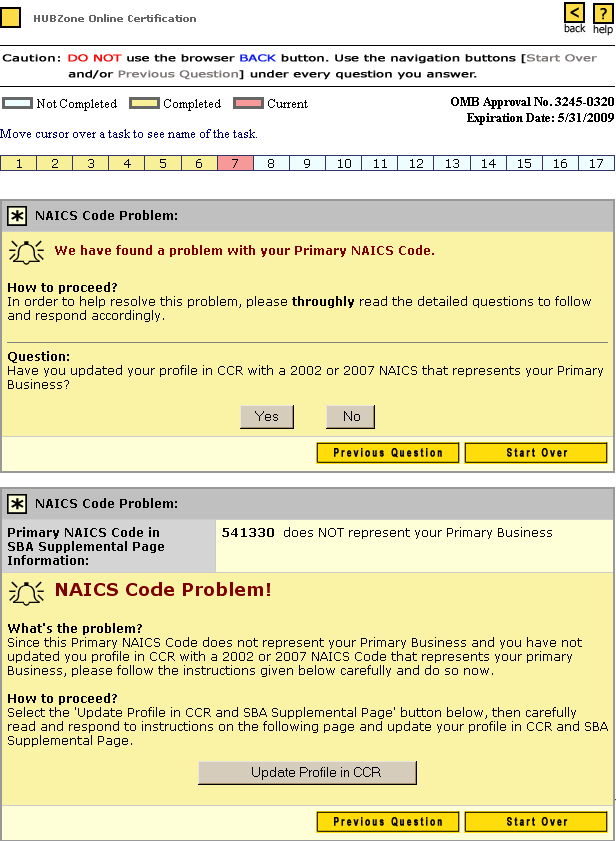 HUBZone Online Certification
back help
Caution: DO NOT use the browser BACK button. Use the navigation buttons [Start Over
and/or Previous Question] under every question you answer.
Not Completed Completed Current
OMB Approval No. 3245-0320
Expiration Date: 5/31/2009
Move cursor over a task to see name of the task.
1 2 3 4 5 6 7 8 9 10 11 12 13 14 15 16 17
NAICS Code Problem:
We have found a problem with your Primary NAICS Code.
How to proceed?
In order to help resolve this problem, please throughly read the detailed questions to follow
and respond accordingly.
Question:
Have you updated your profile in CCR with a 2002 or 2007 NAICS that represents your Primary
Business?
Yes No
Previous Question Start Over
NAICS Code Problem:
Primary NAICS Code in
SBA Supplemental Page
Information:
541330 does NOT represent your Primary Business
NAICS Code Problem!
What's the problem?
Since this Primary NAICS Code does not represent your Primary Business and you have not
updated you profile in CCR with a 2002 or 2007 NAICS Code that represents your primary
Business, please follow the instructions given below carefully and do so now.
How to proceed?
Select the 'Update Profile in CCR and SBA Supplemental Page' button below, then carefully
read and respond to instructions on the following page and update your profile in CCR and SBA
Supplemental Page.
Update Profile in CCR
Previous Question Start Over